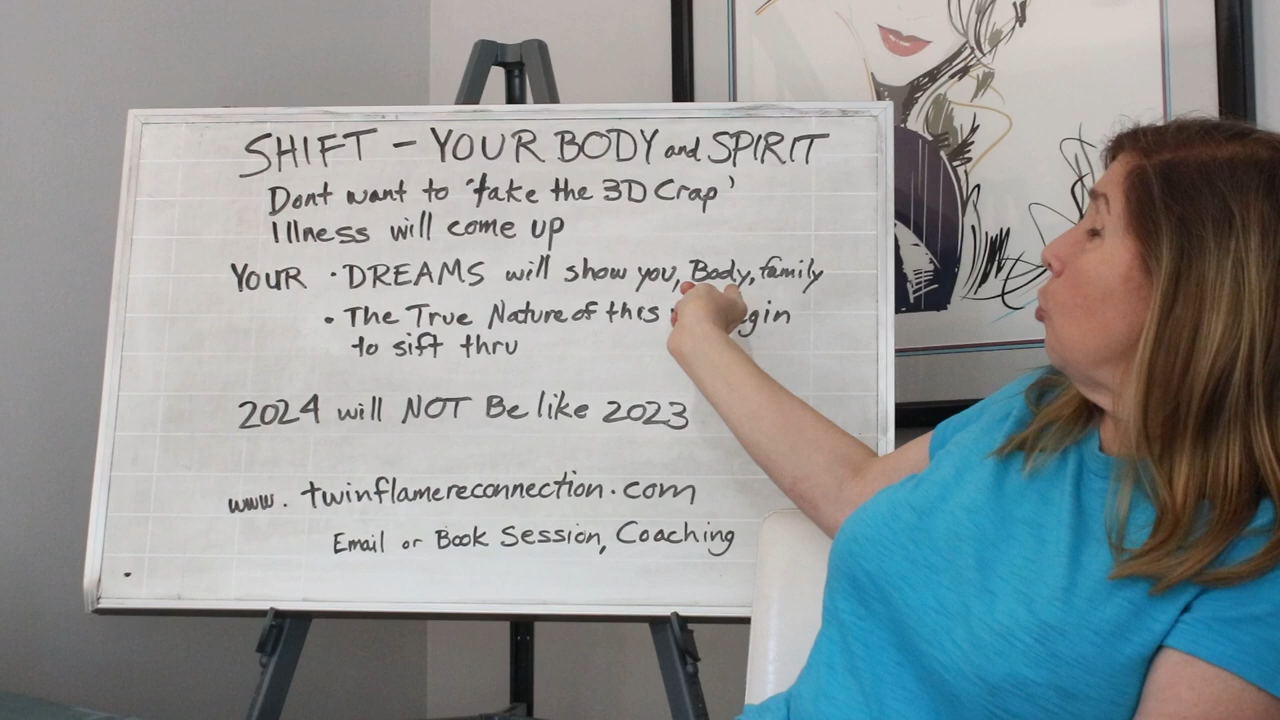 SHIFT - YOUR BODY and SPIRIT
Dont want to 'take the 3D Crap'
Illness will come up
YOUR • DREAMS will show you, Body, family
• The True Nature of this
to sift thru
2024 will NOT Be like 2023
www.twinflamereconnection.com
Email or Book Session, Coaching